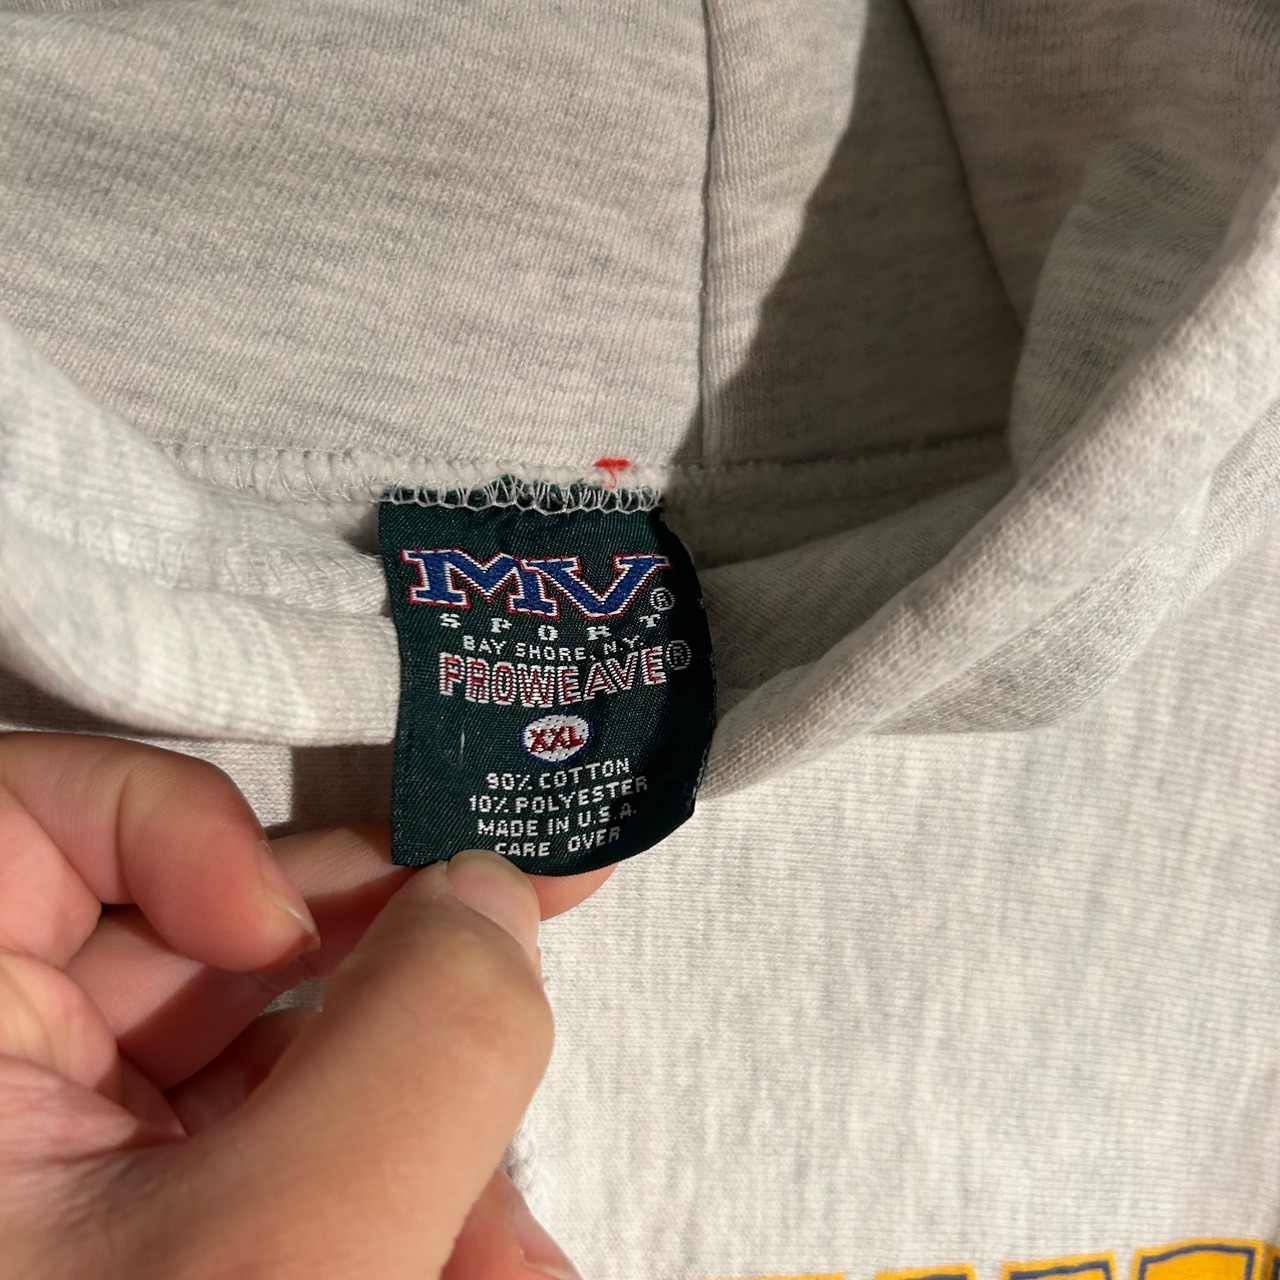 MV®
SPORT
BAY SHORE, N.Y.
PROWEAVE®
XXL
90% COTTON
10% POLYESTER
MADE IN U.S.A.
CARE OVER